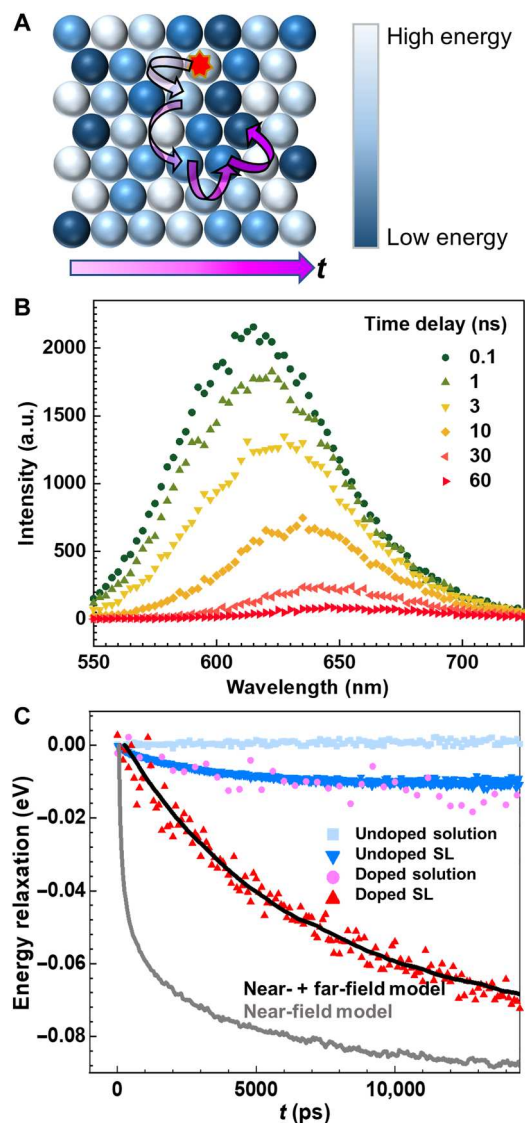 A
High energy
Low energy
t
B
Time delay (ns)
0.1
1
3
10
30
60
2000
1500
1000
500
0
Intensity (a.u.)
550
600
650
700
Wavelength (nm)
C
0.00
−0.02
−0.04
−0.06
−0.08
Energy relaxation (eV)
Undoped solution
Undoped SL
Doped solution
Doped SL
Near- + far-field model
Near-field model
0
5000
10,000
t (ps)